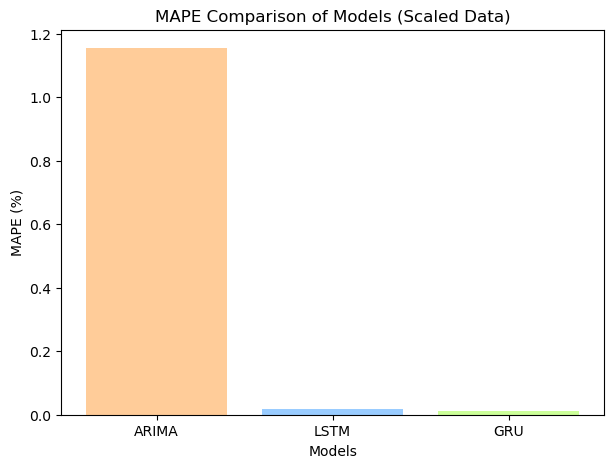 MAPE Comparison of Models (Scaled Data)
1.2
1.0
0.8
0.6
0.4
0.2
0.0
MAPE (%)
ARIMA LSTM GRU
Models